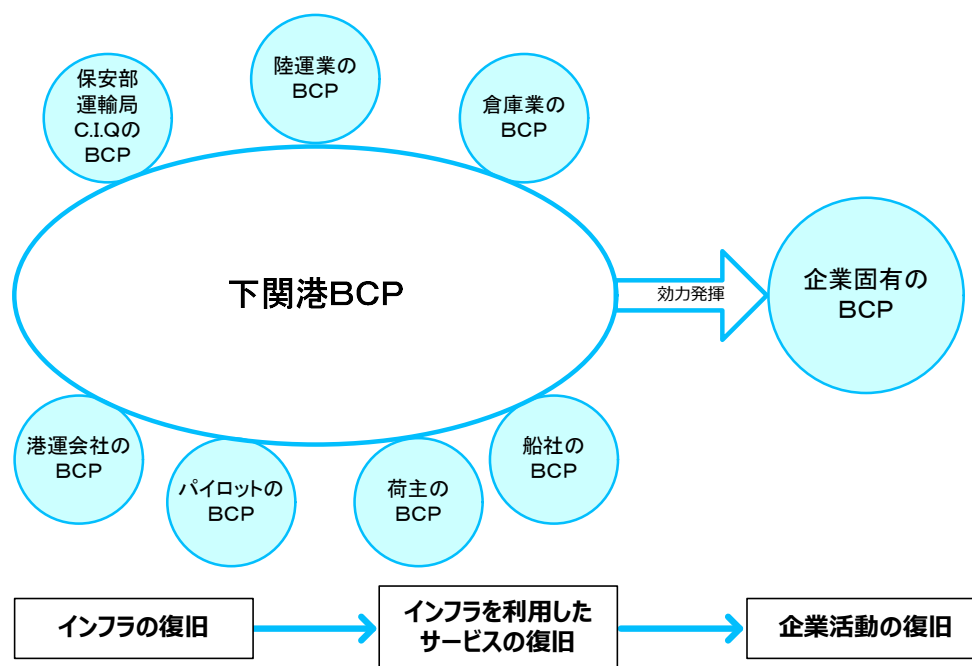 保安部
運輸局
C.I.Qの
BCP
陸運業の
BCP
倉庫業の
BCP
下関港BCP
効力発揮
企業固有の
BCP
港運会社の
BCP
パイロットの
BCP
荷主の
BCP
船社の
BCP
インフラの復旧
インフラを利用した
サービスの復旧
企業活動の復旧